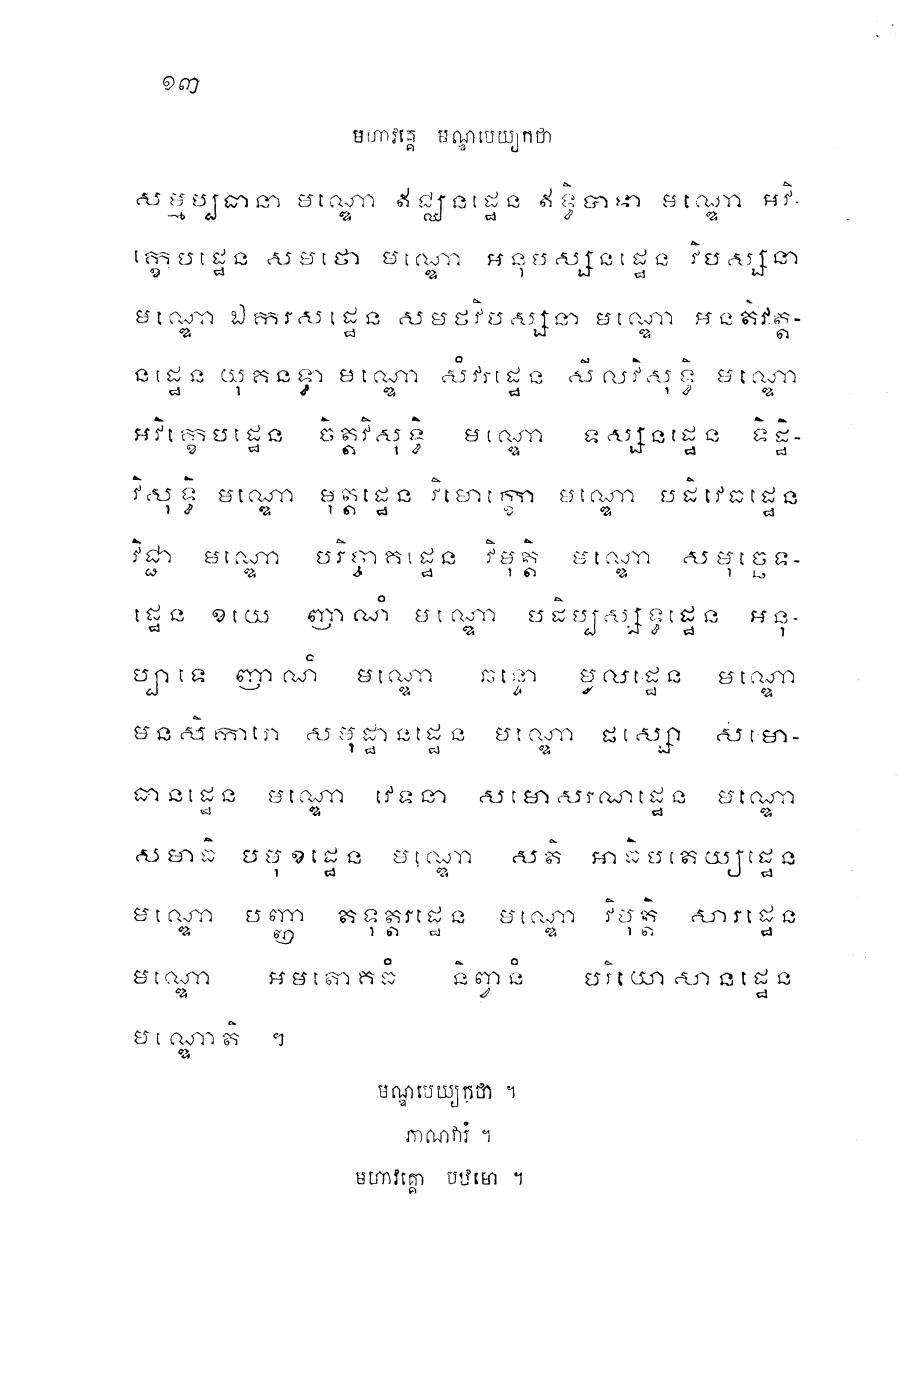 ១៣
មហាវគ្គេ មណ្ឌបេយ្យកថា
សម្មប្បធានា មណ្ឌោ ឥជ្ឈនដ្ឋេន ឥទ្ធិបាទា មណ្ឌោ អវិ-
ក្ខេបដ្ឋេន សមថោ មណ្ឌោ អនុបស្សនដ្ឋេន វិបស្សនា
មណ្ឌោ ឯករសដ្ឋេន សមថវិបស្សនា មណ្ឌោ អនតិវត្ត-
នដ្ឋេន យុគនទ្ធា មណ្ឌោ សំវរដ្ឋេន សីលវិសុទ្ធិ មណ្ឌោ
អវិក្ខេបដ្ឋេន ចិត្តវិសុទ្ធិ មណ្ឌោ ទស្សនដ្ឋេន ទិដ្ឋិ-
វិសុទ្ធិ មណ្ឌោ មុត្តដ្ឋេន វិមោក្ខោ មណ្ឌោ បដិវេធដ្ឋេន
វិជ្ជា មណ្ឌោ បរិច្ចាគដ្ឋេន វិមុត្តិ មណ្ឌោ សមុច្ឆេទ-
ដ្ឋេន ខយេ ញាណំ មណ្ឌោ បដិប្បស្សទ្ធដ្ឋេន អនុ-
ប្បាទេ ញាណំ មណ្ឌោ ឆន្ទោ មូលដ្ឋេន មណ្ឌោ
មនសិការោ សមុដ្ឋានដ្ឋេន មណ្ឌោ ផស្សោ សមោ-
ធានដ្ឋេន មណ្ឌោ វេទនា សមោសរណដ្ឋេន មណ្ឌោ
សមាធិ បមុខដ្ឋេន មណ្ឌោ សតិ អាធិបតេយ្យដ្ឋេន
មណ្ឌោ បញ្ញា តទុត្តរដ្ឋេន មណ្ឌោ វិមុត្តិ សារដ្ឋេន
មណ្ឌោ អមតោគធំ និព្វានំ បរិយោសានដ្ឋេន
មណ្ឌោតិ ។
មណ្ឌបេយ្យកថា ។
ភាណវារំ ។
មហាវគ្គោ បឋមោ ។